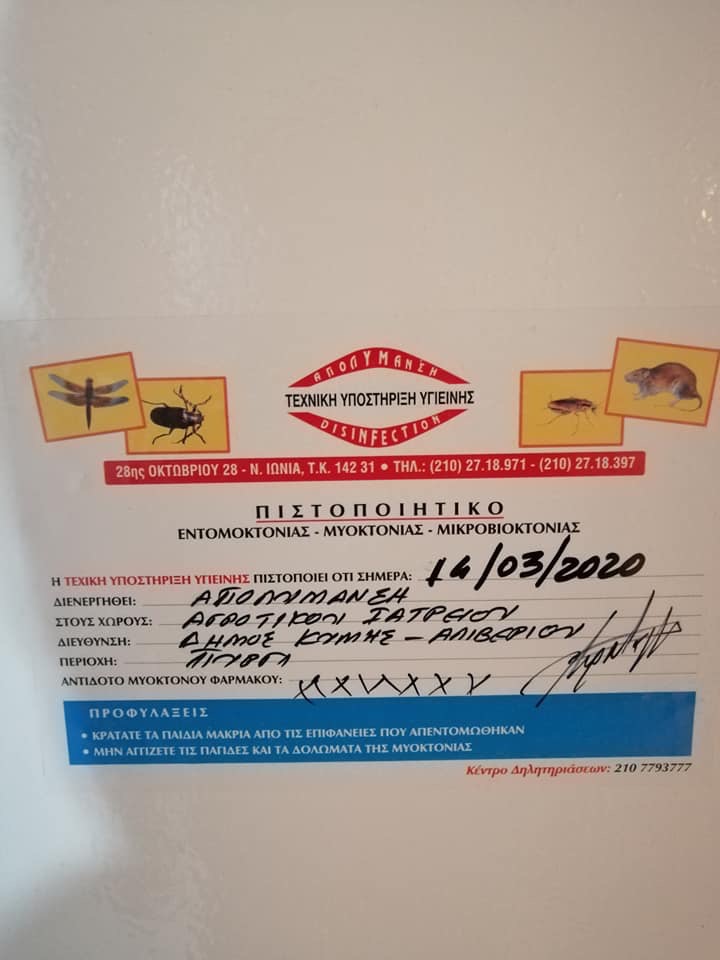 ΑΠΟΛΥΜΑΝΣΗ
ΤΕΧΝΙΚΗ ΥΠΟΣΤΗΡΙΞΗ ΥΓΙΕΙΝΗΣ
DISINFECTION
28ης ΟΚΤΩΒΡΙΟΥ 28 - Ν. ΙΩΝΙΑ, Τ.Κ. 142 31 • ΤΗΛ.: (210) 27.18.971 - (210) 27.18.397
ΠΙΣΤΟΠΟΙΗΤΙΚΟ
ΕΝΤΟΜΟΚΤΟΝΙΑΣ - ΜΥΟΚΤΟΝΙΑΣ - ΜΙΚΡΟΒΙΟΚΤΟΝΙΑΣ
Η ΤΕΧΙΚΗ ΥΠΟΣΤΗΡΙΞΗ ΥΓΙΕΙΝΗΣ ΠΙΣΤΟΠΟΙΕΙ ΟΤΙ ΣΗΜΕΡΑ: 14/03/2020
ΔΙΕΝΕΡΓΗΘΕΙ: ΑΠΟΛΥΜΑΝΣΗ
ΣΤΟΥΣ ΧΩΡΟΥΣ: ΑΓΡΟΤΙΚΟΥ ΙΑΤΡΕΙΟΥ
ΔΙΕΥΘΥΝΣΗ: ΔΗΜΟΣ ΚΥΜΗΣ - ΑΛΙΒΕΡΙΟΥ
ΠΕΡΙΟΧΗ:
ΑΝΤΙΔΟΤΟ ΜΥΟΚΤΟΝΟΥ ΦΑΡΜΑΚΟΥ:
ΠΡΟΦΥΛΑΞΕΙΣ
• ΚΡΑΤΑΤΕ ΤΑ ΠΑΙΔΙΑ ΜΑΚΡΙΑ ΑΠΟ ΤΙΣ ΕΠΙΦΑΝΕΙΕΣ ΠΟΥ ΑΠΕΝΤΟΜΩΘΗΚΑΝ
• ΜΗΝ ΑΓΓΙΖΕΤΕ ΤΙΣ ΠΑΓΙΔΕΣ ΚΑΙ ΤΑ ΔΟΛΩΜΑΤΑ ΤΗΣ ΜΥΟΚΤΟΝΙΑΣ
Κέντρο Δηλητηριάσεων: 210 7793777